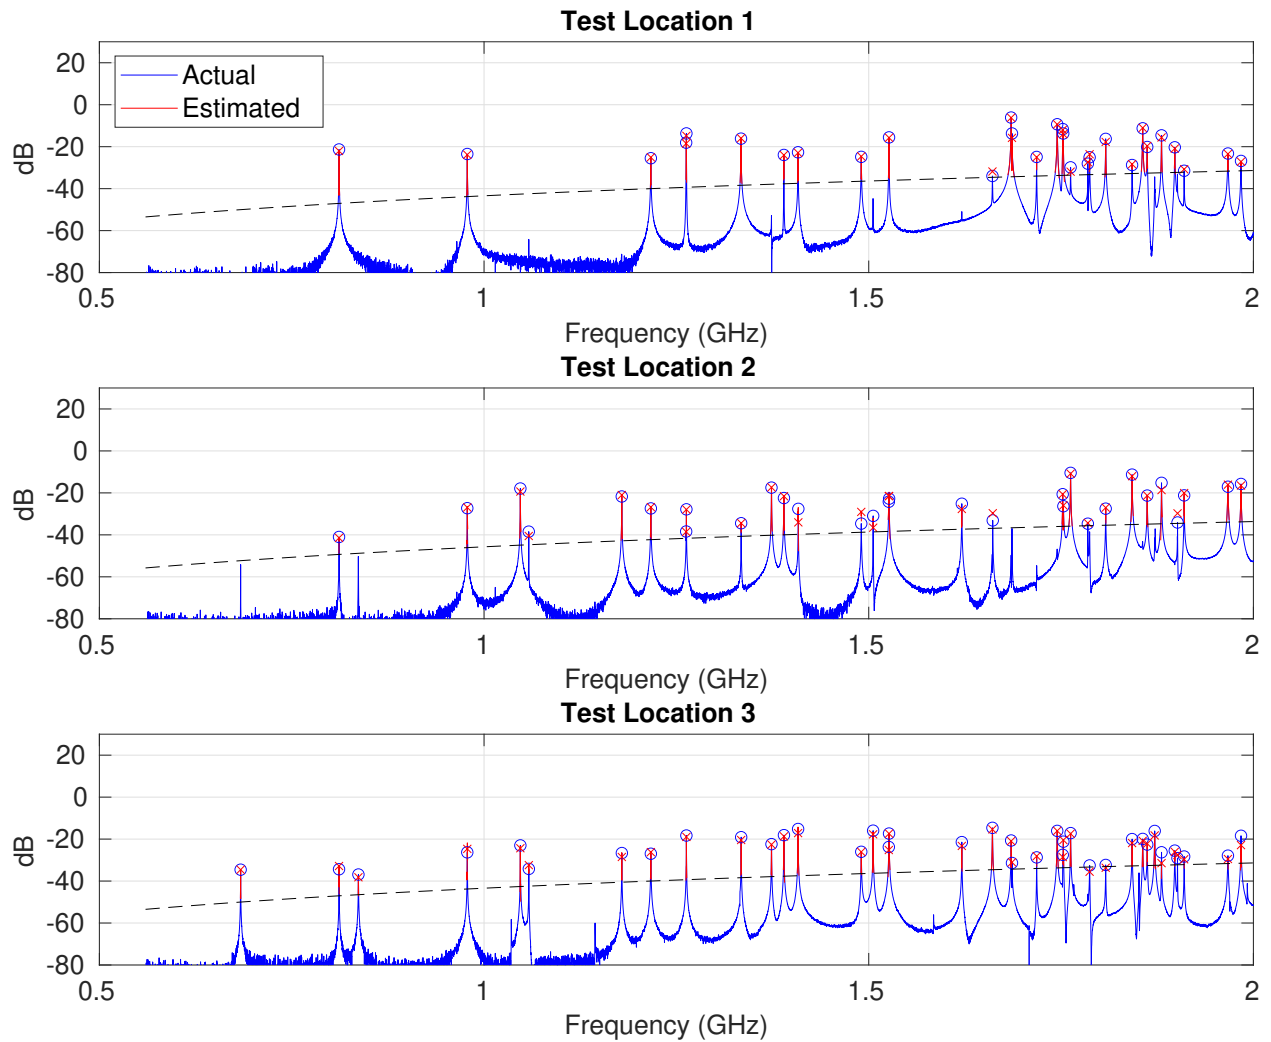 Test Location 1
20
0
-20
-40
-60
-80
dB
Actual
Estimated
0.5 1 1.5 2
Frequency (GHz)
Test Location 2
20
0
-20
-40
-60
-80
dB
0.5 1 1.5 2
Frequency (GHz)
Test Location 3
20
0
-20
-40
-60
-80
dB
0.5 1 1.5 2
Frequency (GHz)